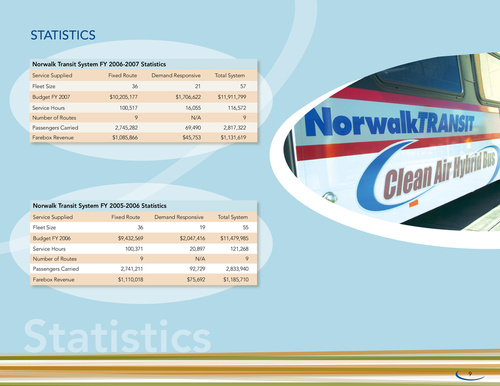 STATISTICS
Norwalk Transit System FY 2006-2007 Statistics
Service Supplied Fixed Route Demand Responsive Total System
Fleet Size 36 21 57
Budget FY 2007 $10,205,177 $1,706,622 $11,911,799
Service Hours 100,517 16,055 116,572
Number of Routes 9 N/A 9
Passengers Carried 2,745,282 69,490 2,817,322
Farebox Revenue $1,085,866 $45,753 $1,131,619
NorwalkTRANSIT
Clean Air Hybrid Bus
Norwalk Transit System FY 2005-2006 Statistics
Service Supplied Fixed Route Demand Responsive Total System
Fleet Size 36 19 55
Budget FY 2006 $9,432,569 $2,047,416 $11,479,985
Service Hours 100,371 20,897 121,268
Number of Routes 9 N/A 9
Passengers Carried 2,741,211 92,729 2,833,940
Farebox Revenue $1,110,018 $75,692 $1,185,710
Statistics
9